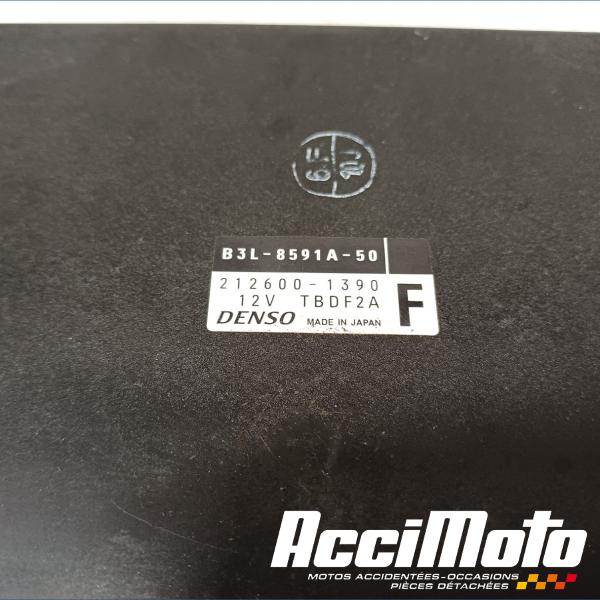 B3L-8591A-50
212600-1390
12V TBDF2A
F
DENSO MADE IN JAPAN
AcciMoto
MOTOS ACCIDENTÉES-OCCASIONS
PIÈCES DÉTACHÉES